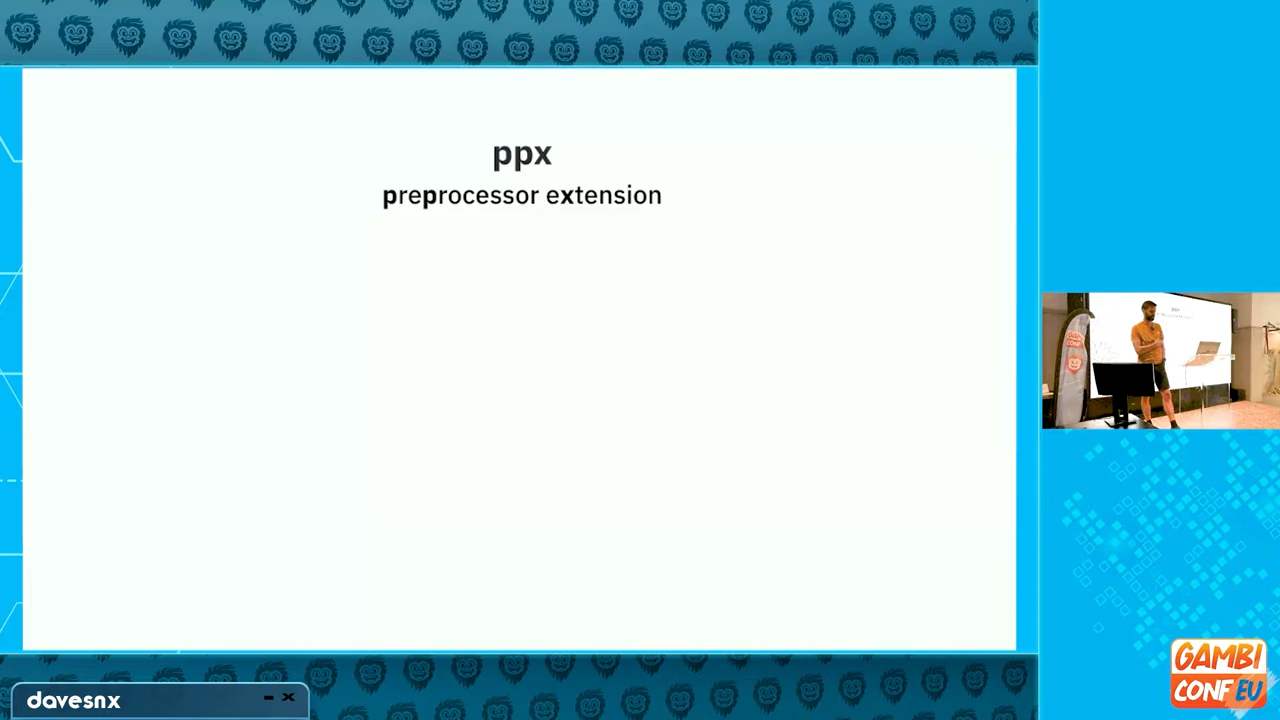 ppx
preprocessor extension
davesnx
GAMBI
CONF EU